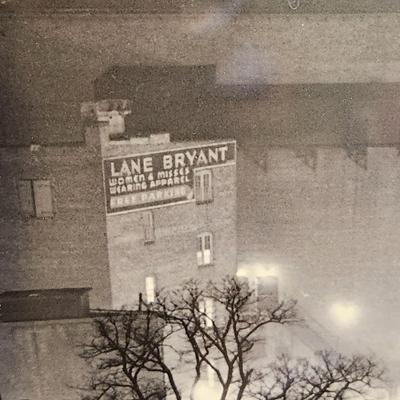 LANE BRYANT
WOMEN & MISSES
WEARING APPAREL
FREE PARKING